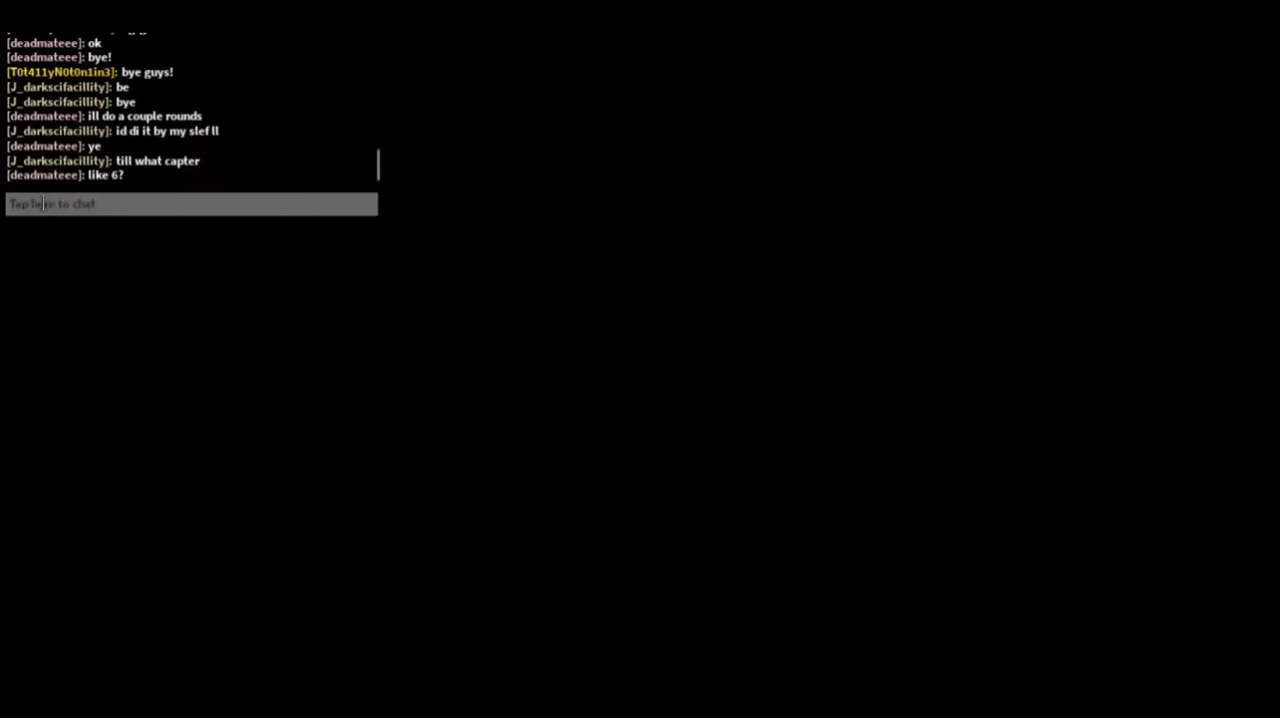 [deadmateee]: ok
[deadmateee]: bye!
[T0t411yN0t0n1in3]: bye guys!
[J_darkscifacillity]: be
[J_darkscifacillity]: bye
[deadmateee]: ill do a couple rounds
[J_darkscifacillity]: id di it by my slef ll
[deadmateee]: ye
[J_darkscifacillity]: till what capter
[deadmateee]: like 6?
Tap here to chat